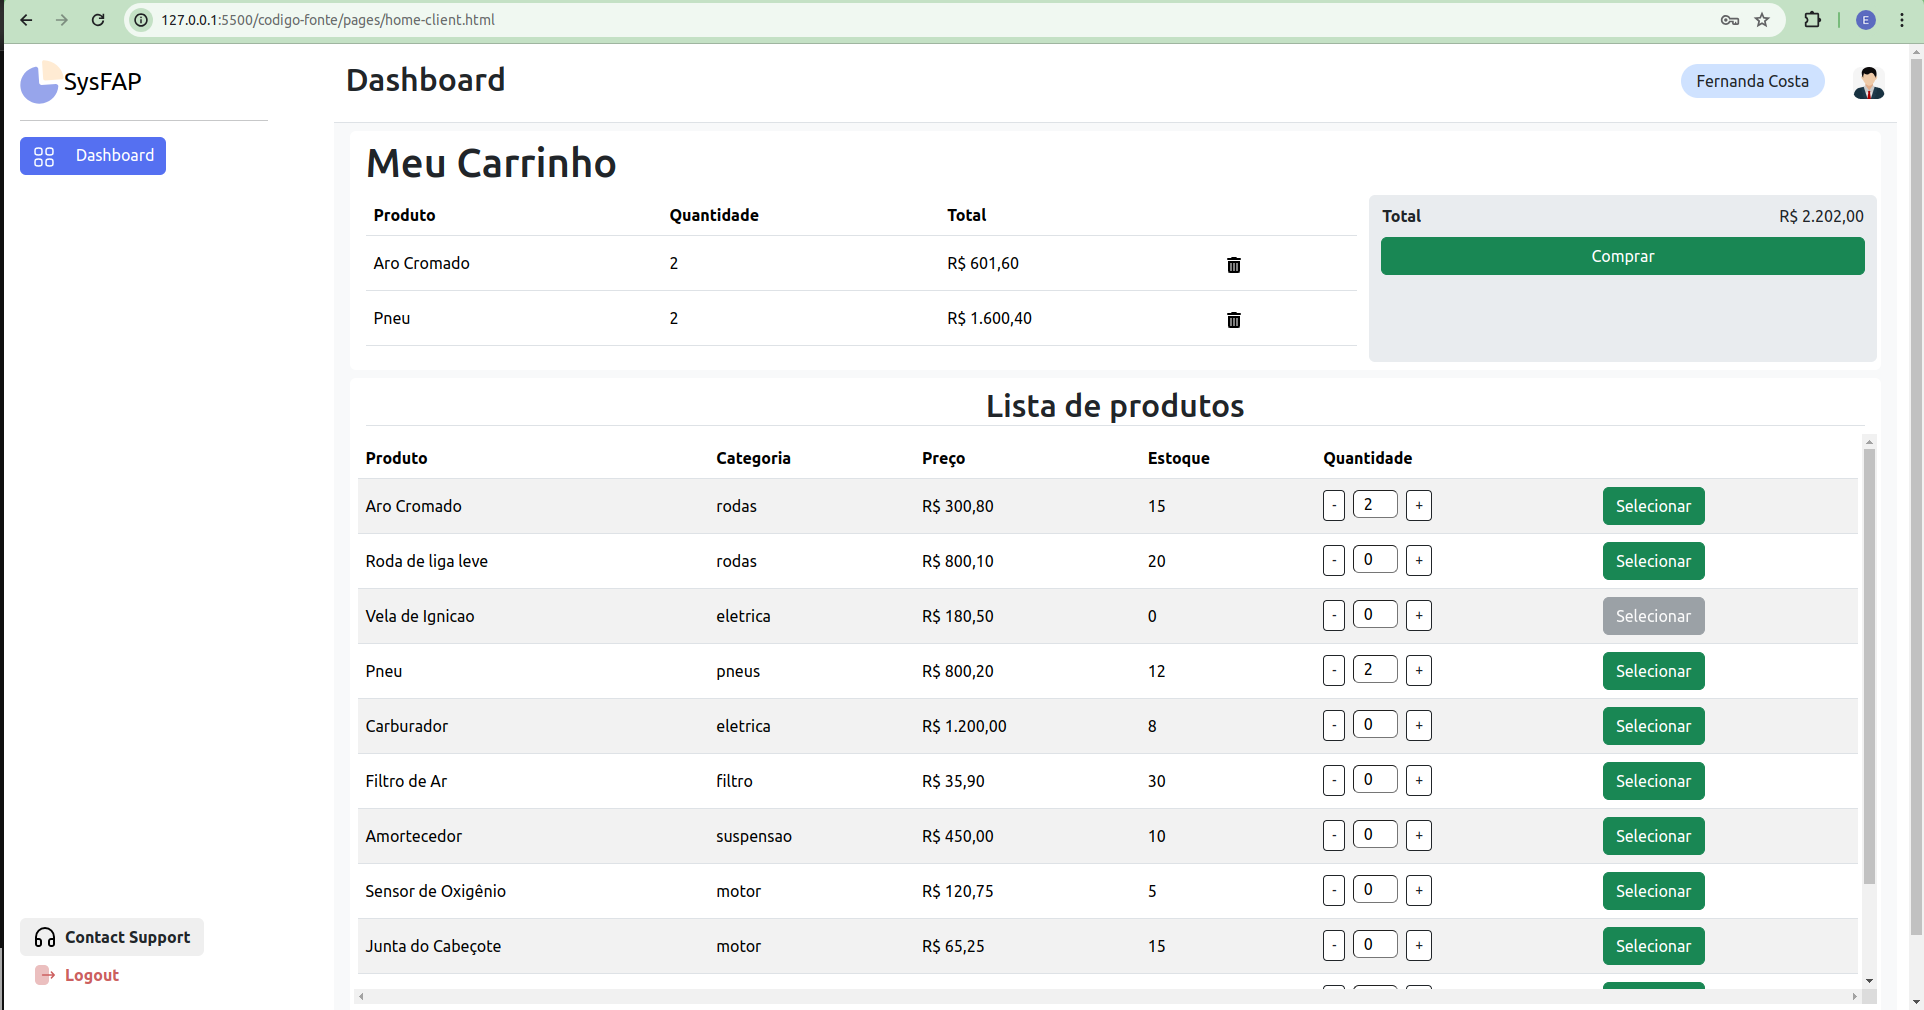 127.0.0.1:5500/codigo-fonte/pages/home-client.html
E
SysFAP
Dashboard
Fernanda Costa
Dashboard
Meu Carrinho
Produto Quantidade Total
Aro Cromado 2 R$ 601,60
Pneu 2 R$ 1.600,40
Total R$ 2.202,00
Comprar
Lista de produtos
Produto Categoria Preço Estoque Quantidade
Aro Cromado rodas R$ 300,80 15 - 2 + Selecionar
Roda de liga leve rodas R$ 800,10 20 - 0 + Selecionar
Vela de Ignicao eletrica R$ 180,50 0 - 0 + Selecionar
Pneu pneus R$ 800,20 12 - 2 + Selecionar
Carburador eletrica R$ 1.200,00 8 - 0 + Selecionar
Filtro de Ar filtro R$ 35,90 30 - 0 + Selecionar
Amortecedor suspensao R$ 450,00 10 - 0 + Selecionar
Sensor de Oxigênio motor R$ 120,75 5 - 0 + Selecionar
Junta do Cabeçote motor R$ 65,25 15 - 0 + Selecionar
Contact Support
Logout